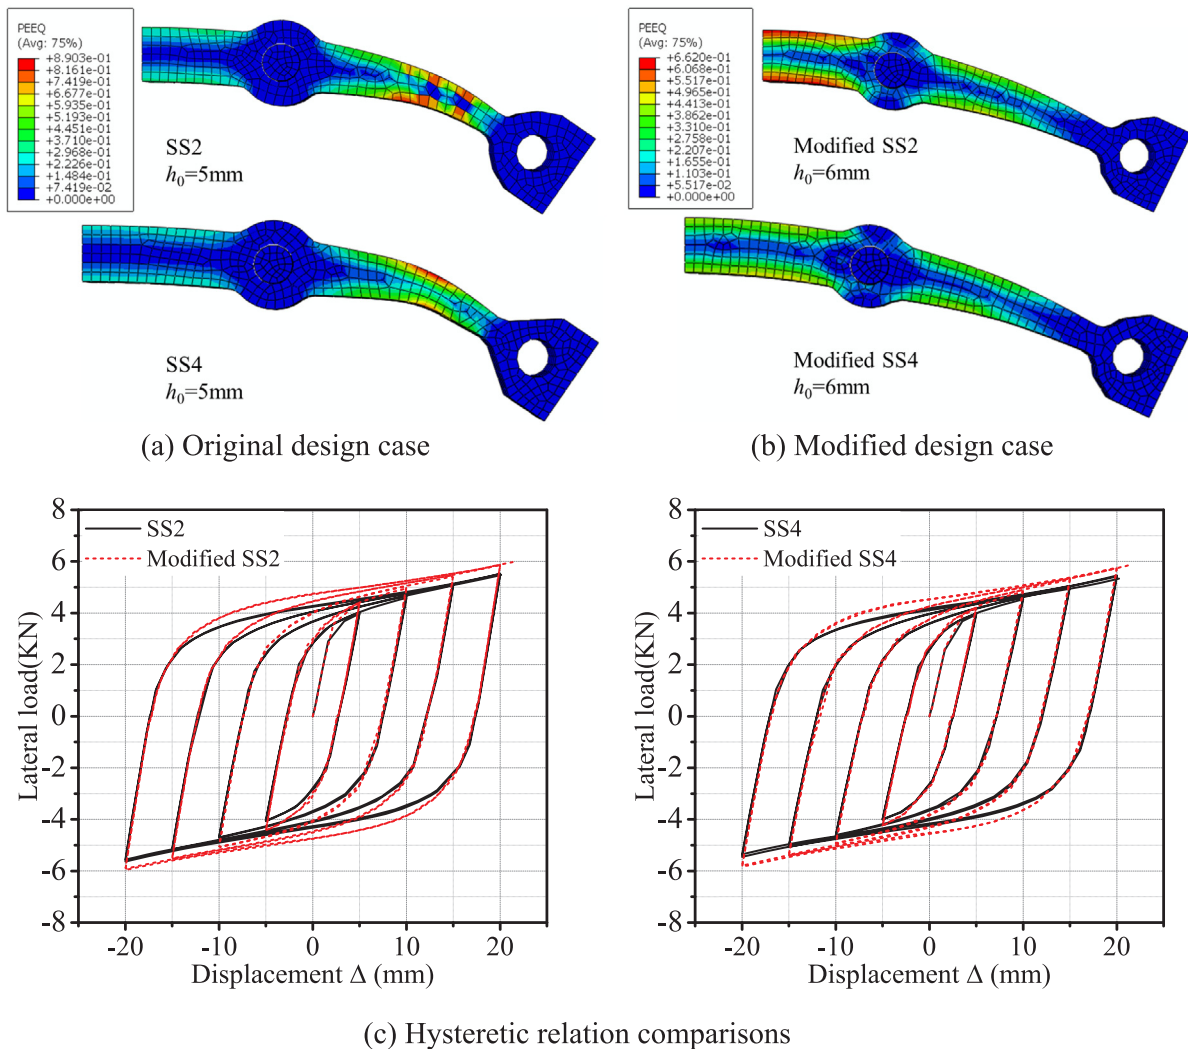 PEEQ
(Avg: 75%)
+8.903e-01
+8.161e-01
+7.419e-01
+6.677e-01
+5.935e-01
+5.193e-01
+4.451e-01
+3.710e-01
+2.968e-01
+2.226e-01
+1.484e-01
+7.419e-02
+0.000e+00
SS2
h₀=5mm
SS4
h₀=5mm
(a) Original design case
PEEQ
(Avg: 75%)
+6.620e-01
+6.068e-01
+5.517e-01
+4.965e-01
+4.413e-01
+3.862e-01
+3.310e-01
+2.758e-01
+2.207e-01
+1.655e-01
+1.103e-01
+5.517e-02
+0.000e+00
Modified SS2
h₀=6mm
Modified SS4
h₀=6mm
(b) Modified design case
8
6
4
2
0
-2
-4
-6
-8
Lateral load(KN)
SS2
Modified SS2
-20 -10 0 10 20
Displacement Δ (mm)
8
6
4
2
0
-2
-4
-6
-8
Lateral load(KN)
SS4
Modified SS4
-20 -10 0 10 20
Displacement Δ (mm)
(c) Hysteretic relation comparisons